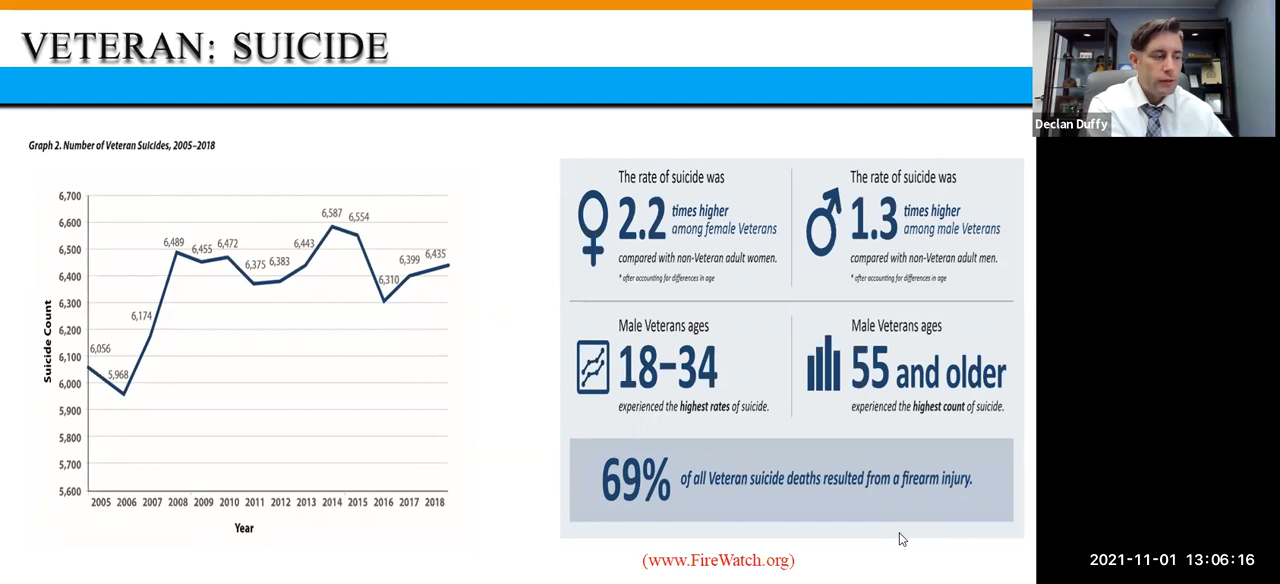 VETERAN: SUICIDE
Declan Duffy
Graph 2. Number of Veteran Suicides, 2005–2018
6,700
6,600
6,500
6,400
6,300
6,200
6,100
6,000
5,900
5,800
5,700
5,600
Suicide Count
6,056
5,968
6,174
6,489
6,455
6,472
6,375
6,383
6,443
6,587
6,554
6,310
6,399
6,435
2005 2006 2007 2008 2009 2010 2011 2012 2013 2014 2015 2016 2017 2018
Year
The rate of suicide was
2.2 times higher
among female Veterans
compared with non-Veteran adult women.
* after accounting for differences in age
The rate of suicide was
1.3 times higher
among male Veterans
compared with non-Veteran adult men.
* after accounting for differences in age
Male Veterans ages
18–34
experienced the highest rates of suicide.
Male Veterans ages
55 and older
experienced the highest count of suicide.
69% of all Veteran suicide deaths resulted from a firearm injury.
(www.FireWatch.org)
2021-11-01 13:06:16